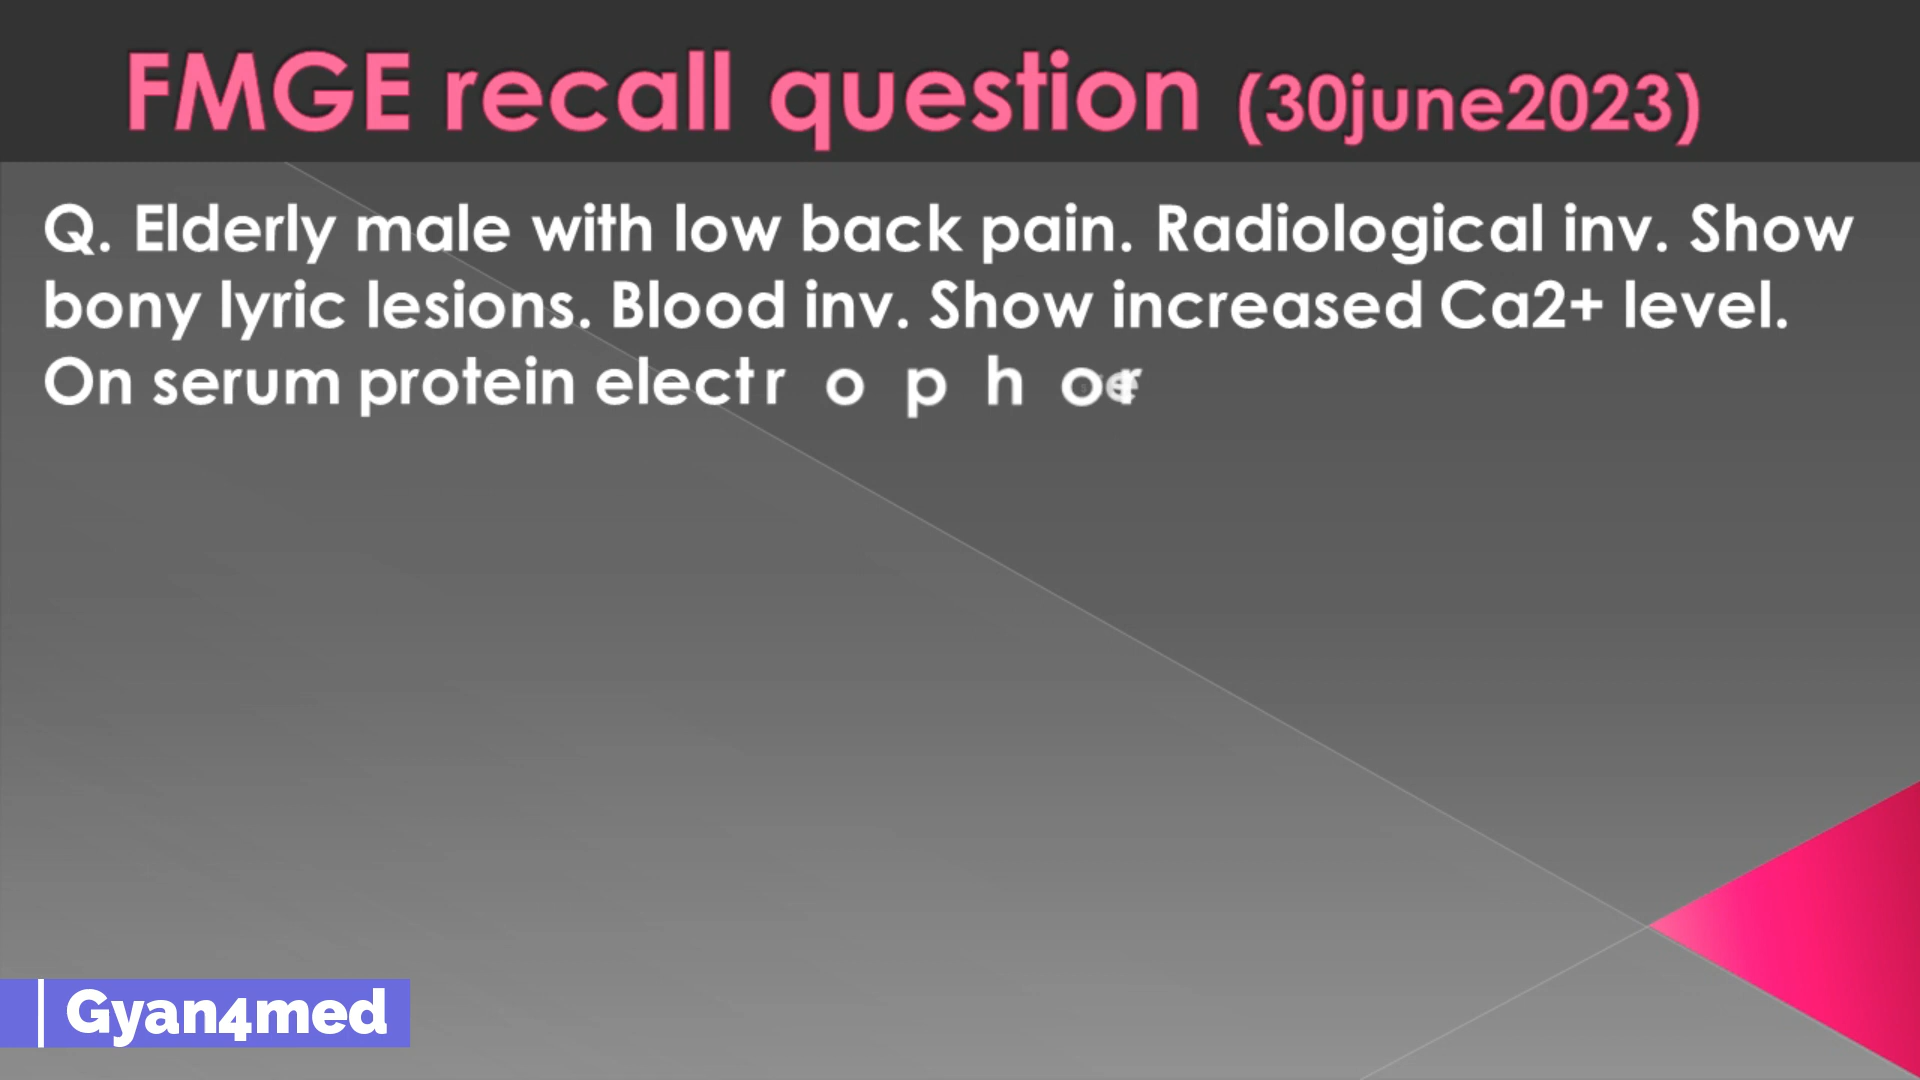 FMGE recall question (30june2023)
Q. Elderly male with low back pain. Radiological inv. Show
bony lyric lesions. Blood inv. Show increased Ca2+ level.
On serum protein electrophor
Gyan4med